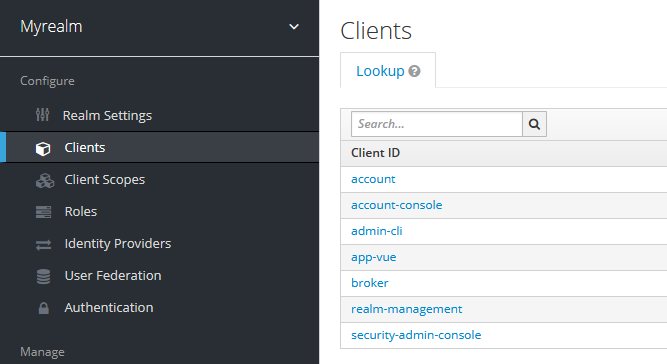 Myrealm
Configure
Realm Settings
Clients
Client Scopes
Roles
Identity Providers
User Federation
Authentication
Manage
Clients
Lookup ?
Search...
Client ID
account
account-console
admin-cli
app-vue
broker
realm-management
security-admin-console